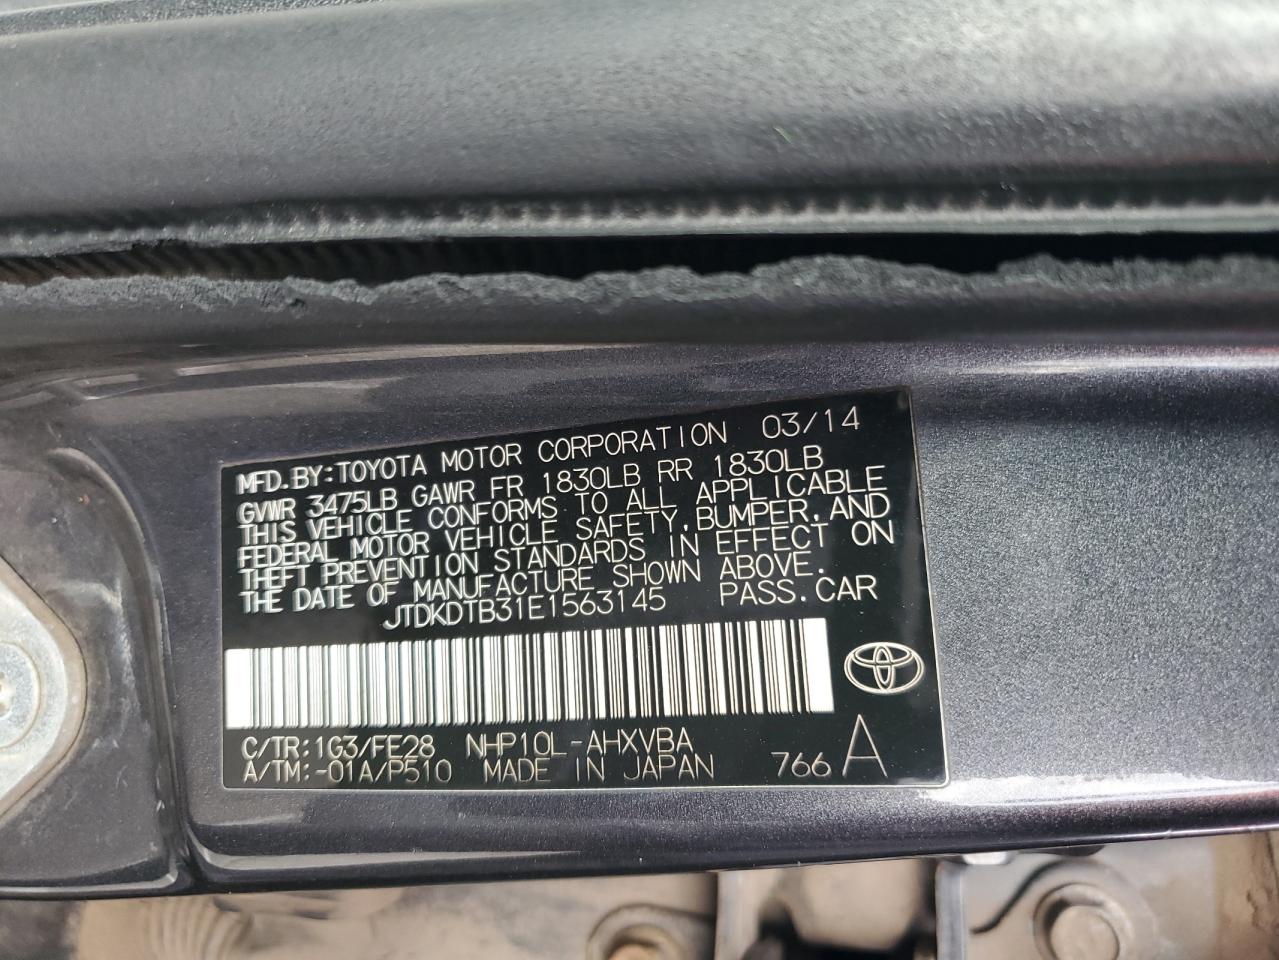 MFD.BY:TOYOTA MOTOR CORPORATION 03/14
GVWR 3475LB GAWR FR 1830LB RR 1830LB
THIS VEHICLE CONFORMS TO ALL APPLICABLE
FEDERAL MOTOR VEHICLE SAFETY,BUMPER,AND
THEFT PREVENTION STANDARDS IN EFFECT ON
THE DATE OF MANUFACTURE SHOWN ABOVE.
JTDKDTB31E1563145 PASS.CAR
C/TR:1G3/FE28 NHP10L-AHXVBA
A/TM:-01A/P510 MADE IN JAPAN 766 A